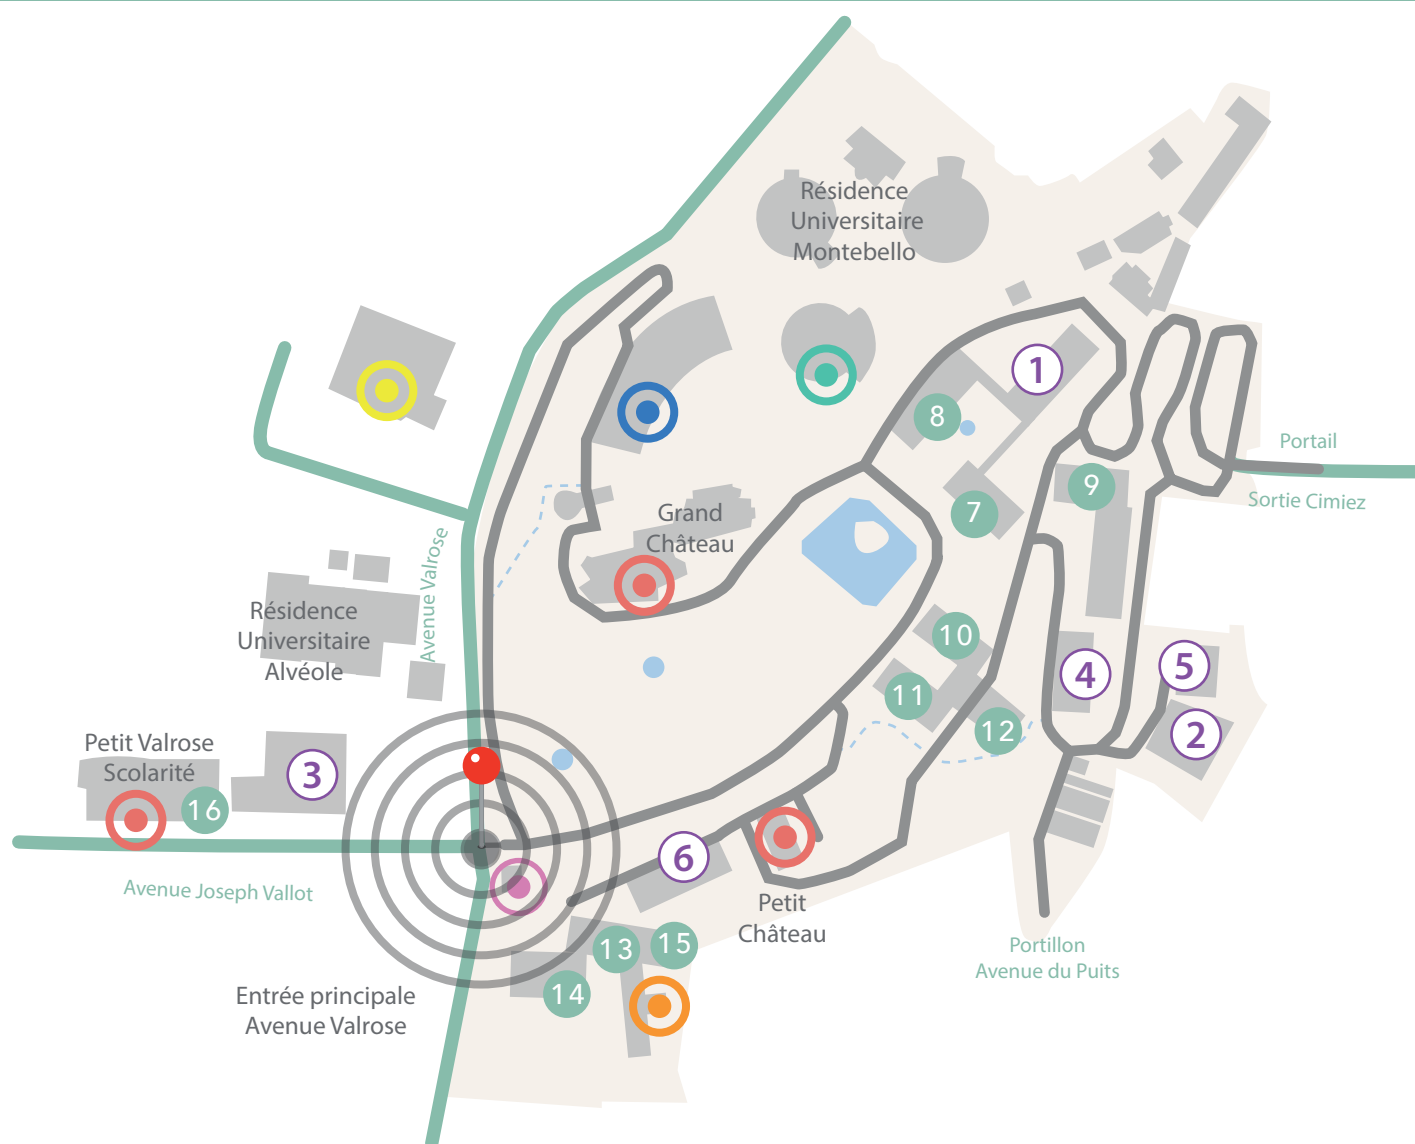 Résidence
Universitaire
Montebello
1
8
Portail
9
Sortie Cimiez
7
Grand
Château
Avenue Valrose
Résidence
Universitaire
Alvéole
10
11
12
4
5
2
Petit Valrose
Scolarité
16
3
Avenue Joseph Vallot
6
Petit
Château
13
15
14
Portillon
Avenue du Puits
Entrée principale
Avenue Valrose